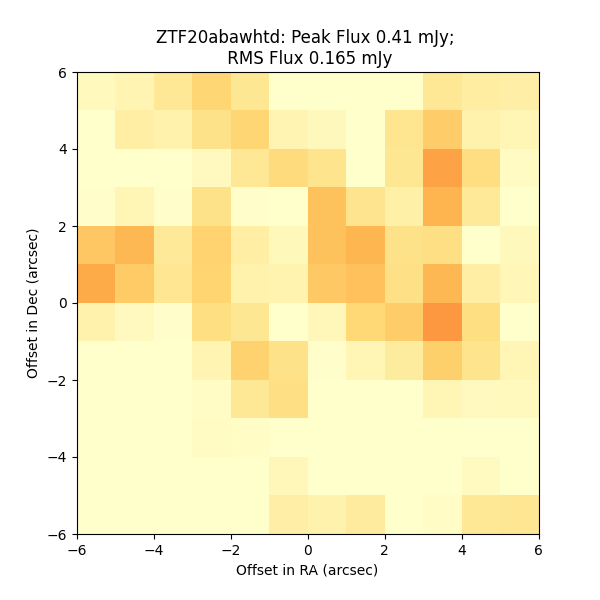 ZTF20abawhtd: Peak Flux 0.41 mJy;
RMS Flux 0.165 mJy
6
4
2
0
−2
−4
−6
Offset in Dec (arcsec)
−6 −4 −2 0 2 4 6
Offset in RA (arcsec)